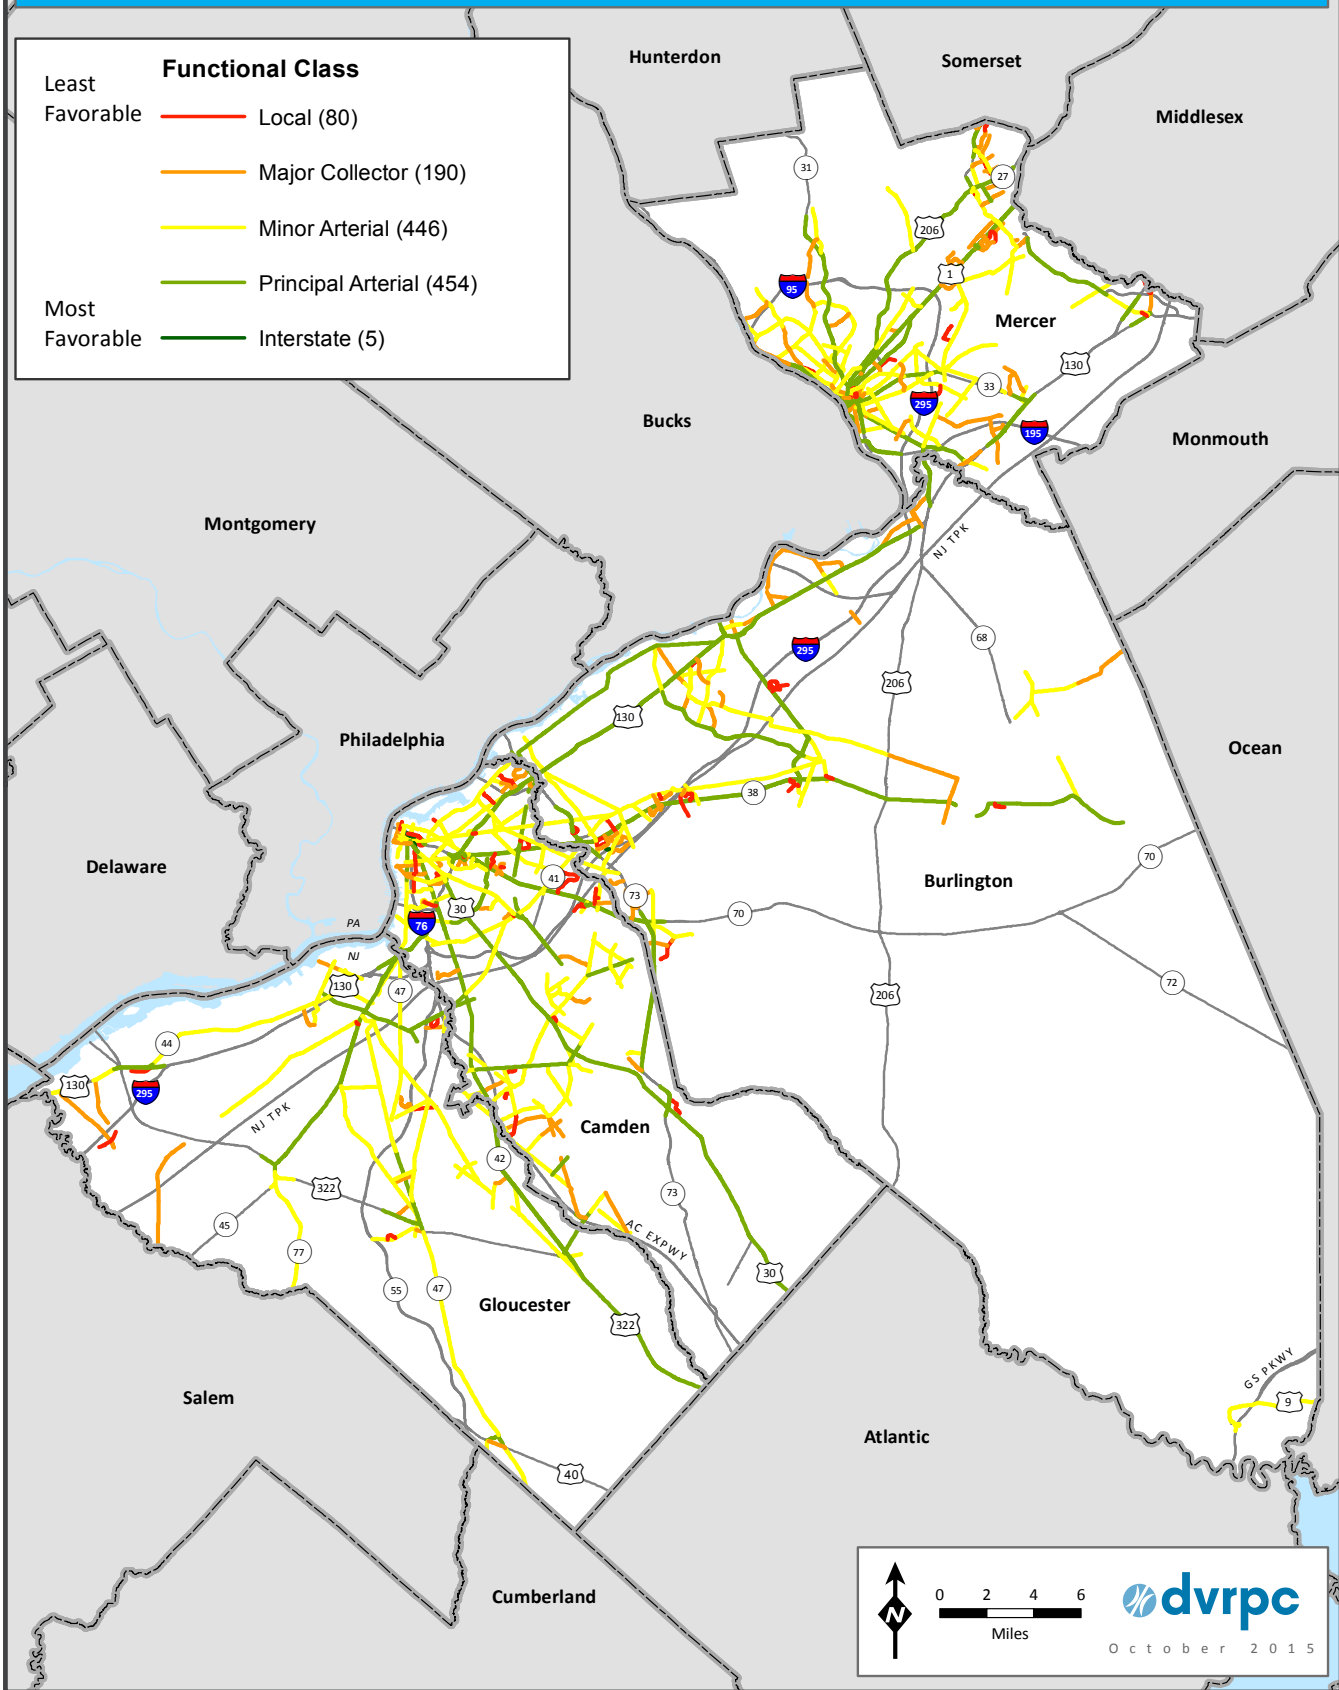 Functional Class
Least
Favorable
Local (80)
Major Collector (190)
Minor Arterial (446)
Principal Arterial (454)
Most
Favorable
Interstate (5)
Hunterdon
Somerset
Middlesex
31
27
206
1
95
Mercer
130
33
295
195
Bucks
Monmouth
Montgomery
NJ TPK
68
295
206
130
Philadelphia
Ocean
38
Delaware
70
41
Burlington
73
30
70
76
PA
NJ
72
130
47
206
44
130
295
NJ TPK
Camden
42
322
73
45
AC EXPWY
77
30
55
47
Gloucester
322
GS PKWY
9
Salem
Atlantic
40
Cumberland
N
0 2 4 6
Miles
dvrpc
October 2015